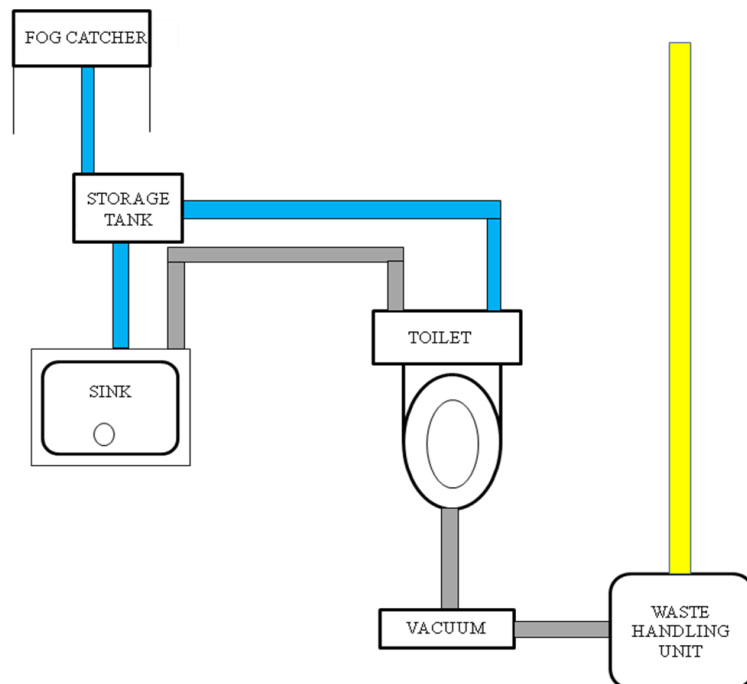 FOG CATCHER
STORAGE
TANK
TOILET
SINK
VACUUM
WASTE
HANDLING
UNIT